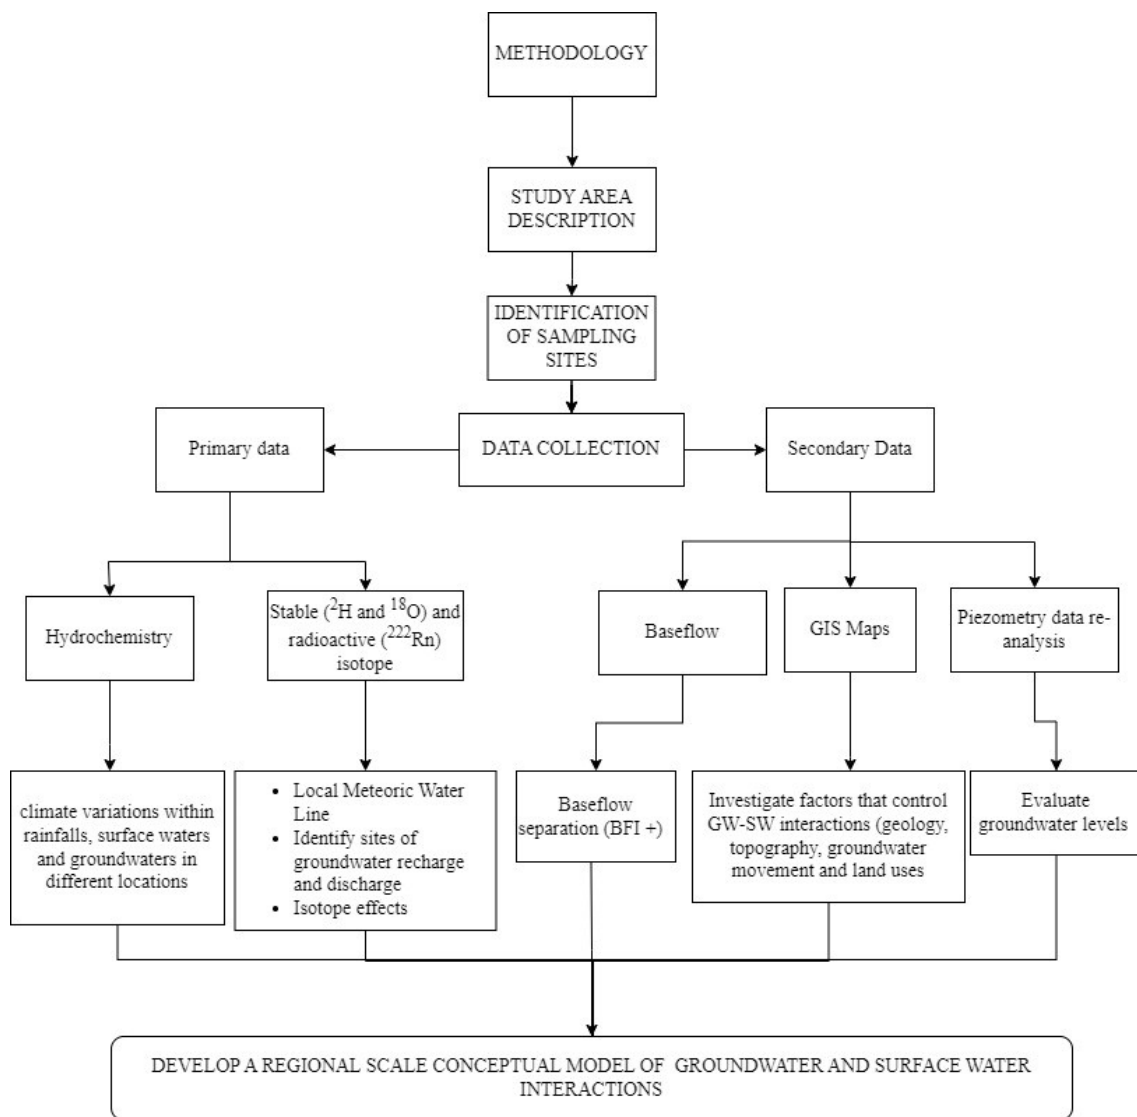 METHODOLOGY
STUDY AREA
DESCRIPTION
IDENTIFICATION
OF SAMPLING
SITES
Primary data
DATA COLLECTION
Secondary Data
Hydrochemistry
Stable (²H and ¹⁸O) and
radioactive (²²²Rn)
isotope
Baseflow
GIS Maps
Piezometry data re-
analysis
climate variations within
rainfalls, surface waters
and groundwaters in
different locations
• Local Meteoric Water
Line
• Identify sites of
groundwater recharge
and discharge
• Isotope effects
Baseflow
separation (BFI +)
Investigate factors that control
GW-SW interactions (geology,
topography, groundwater
movement and land uses
Evaluate
groundwater levels
DEVELOP A REGIONAL SCALE CONCEPTUAL MODEL OF GROUNDWATER AND SURFACE WATER
INTERACTIONS